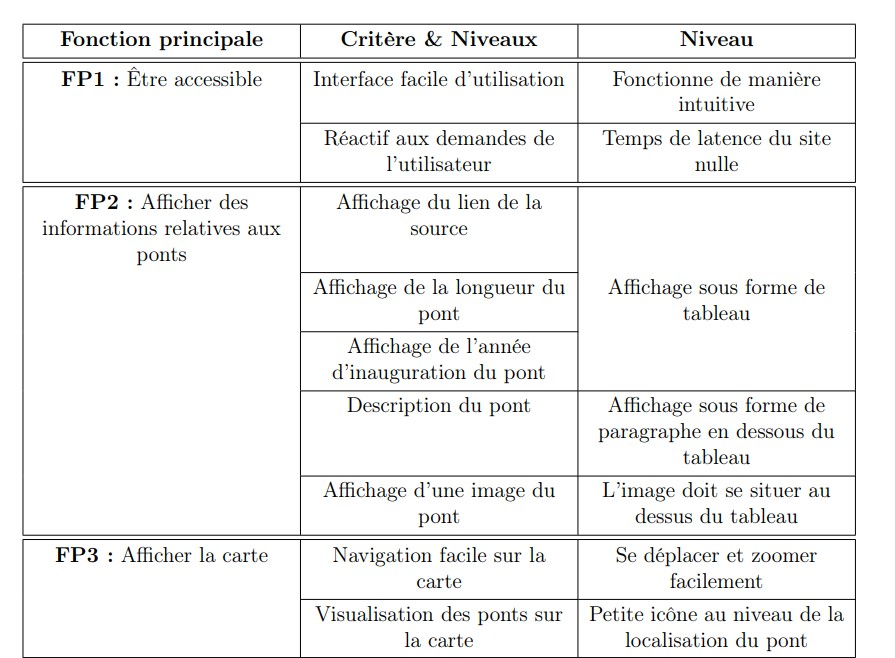 Fonction principale
Critère & Niveaux
Niveau
FP1 : Être accessible
Interface facile d'utilisation
Fonctionne de manière
intuitive
Réactif aux demandes de
l'utilisateur
Temps de latence du site
nulle
FP2 : Afficher des
informations relatives aux
ponts
Affichage du lien de la
source
Affichage de la longueur du
pont
Affichage de l'année
d'inauguration du pont
Affichage sous forme de
tableau
Description du pont
Affichage sous forme de
paragraphe en dessous du
tableau
Affichage d'une image du
pont
L'image doit se situer au
dessus du tableau
FP3 : Afficher la carte
Navigation facile sur la
carte
Se déplacer et zoomer
facilement
Visualisation des ponts sur
la carte
Petite icône au niveau de la
localisation du pont